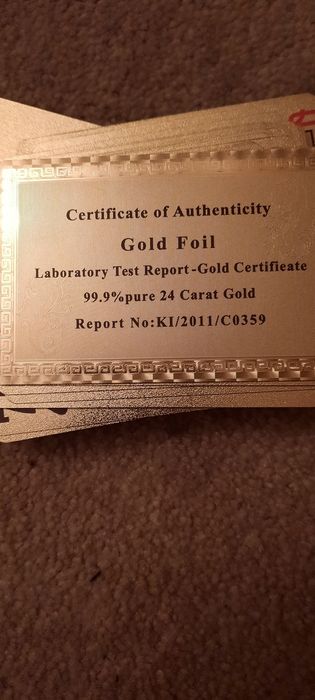 Certificate of Authenticity
Gold Foil
Laboratory Test Report-Gold Certifieate
99.9%pure 24 Carat Gold
Report No:KI/2011/C0359